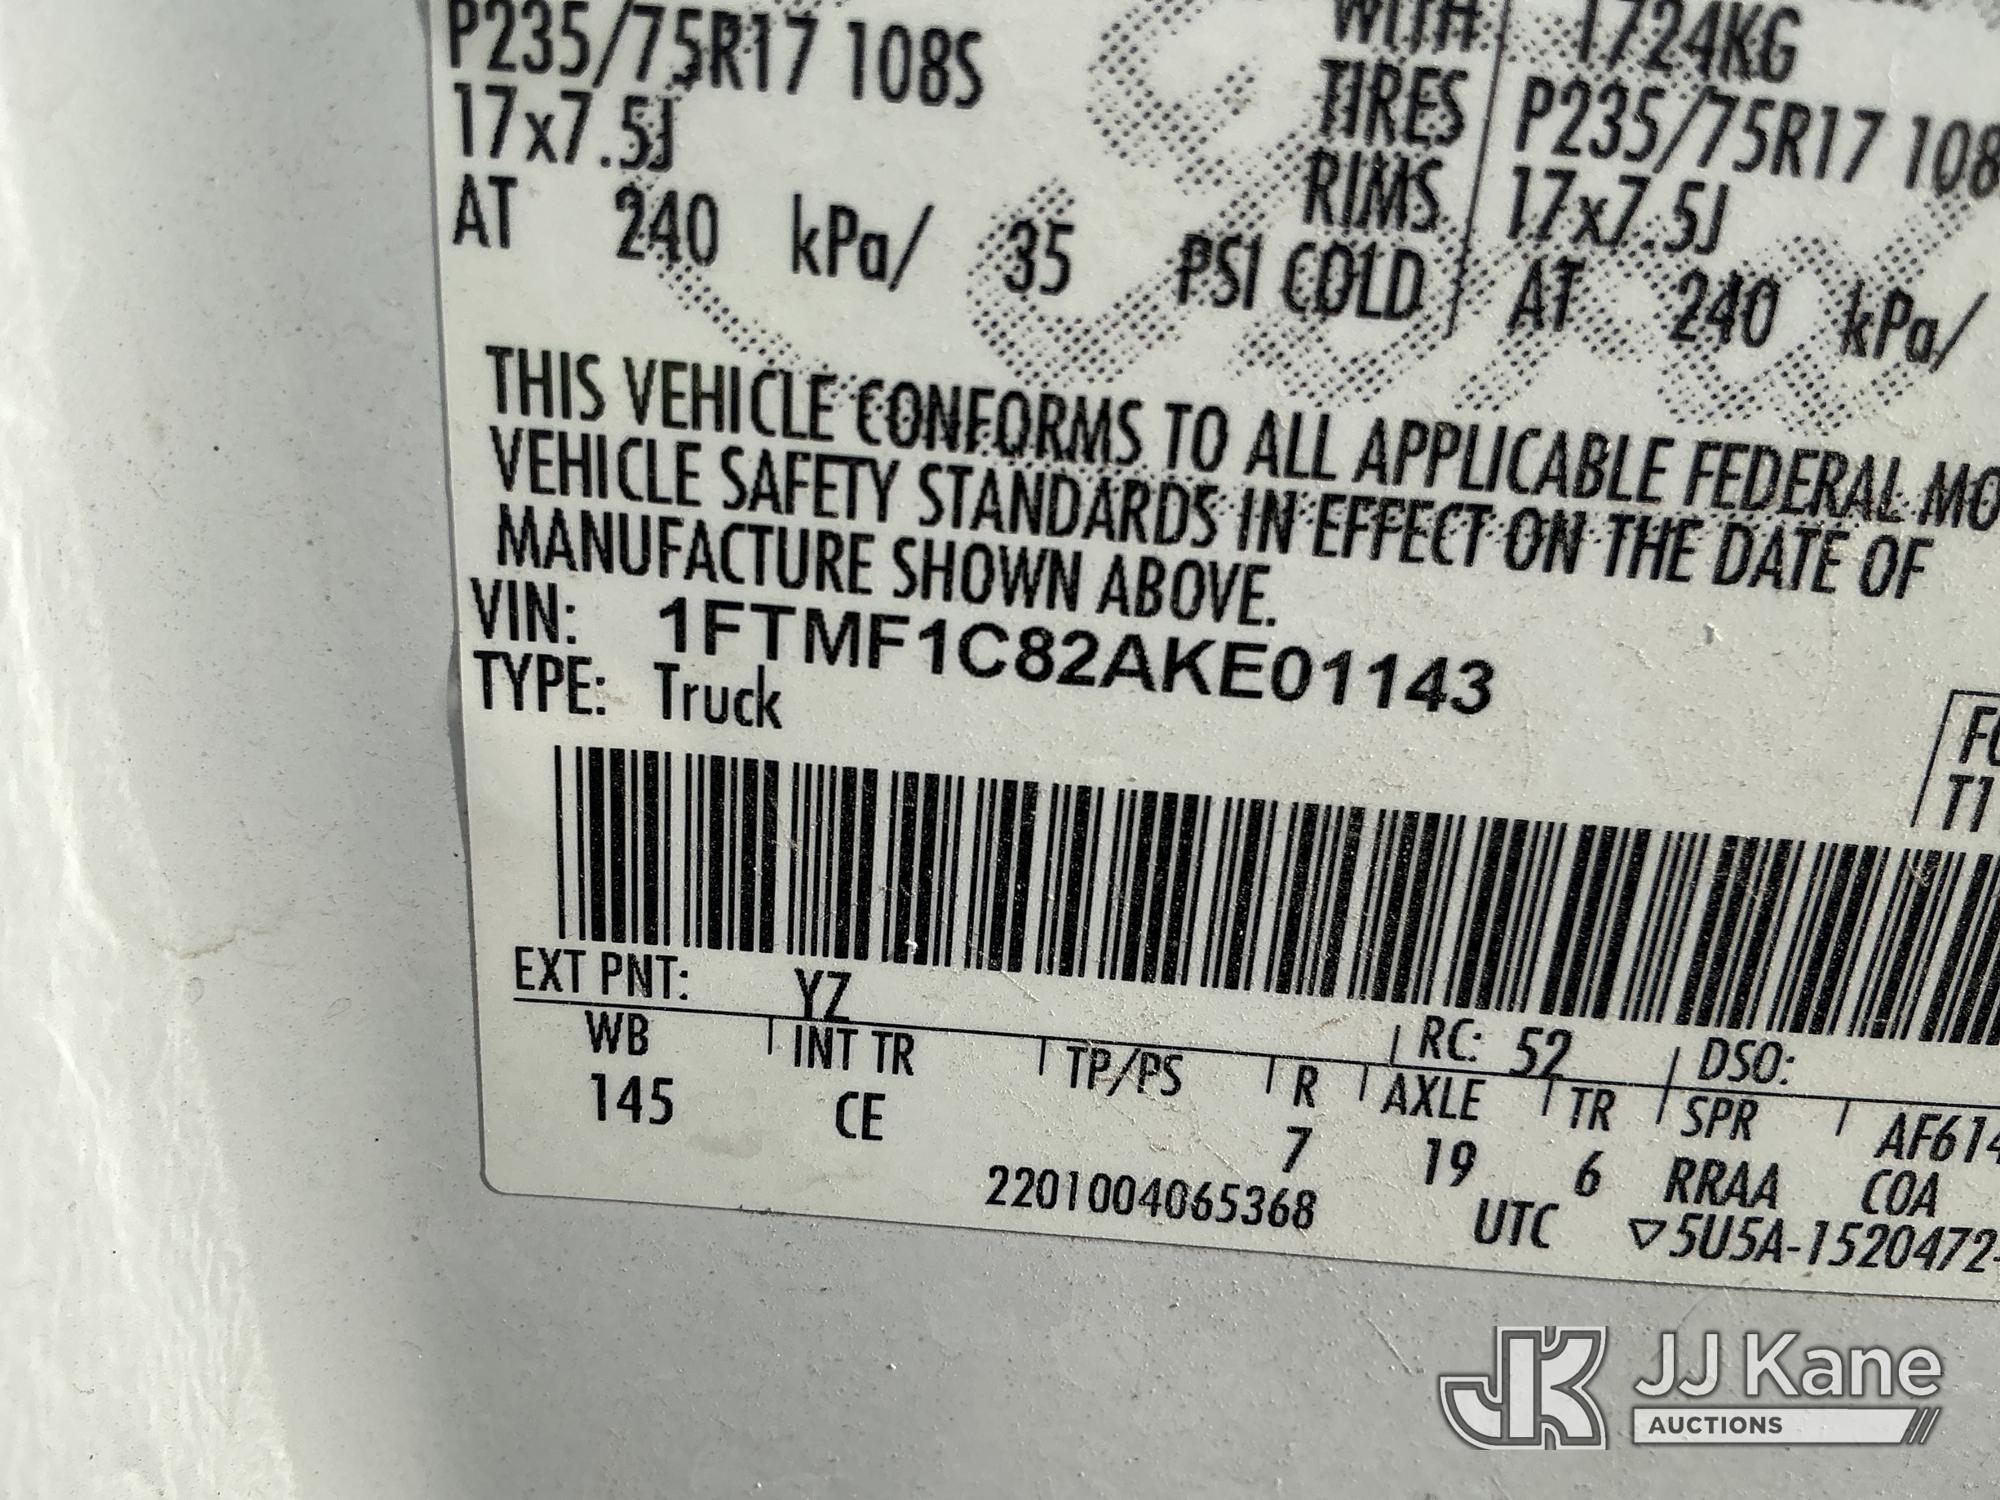 P235/75R17 108S
17x7.5J
AT 240 kPa/ 35 PSI COLD
WITH 1724KG
TIRES P235/75R17 108
RIMS 17x7.5J
AT 240 kPa/
THIS VEHICLE CONFORMS TO ALL APPLICABLE FEDERAL MO
VEHICLE SAFETY STANDARDS IN EFFECT ON THE DATE OF
MANUFACTURE SHOWN ABOVE.
VIN: 1FTMF1C82AKE01143
TYPE: Truck
FO
T1
EXT PNT: YZ RC: 52 DSO:
WB INT TR TP/PS R AXLE TR SPR AF614
145 CE 7 19 6 RRAA COA
2201004065368 UTC ▽5U5A-1520472-
JK JJ Kane
AUCTIONS